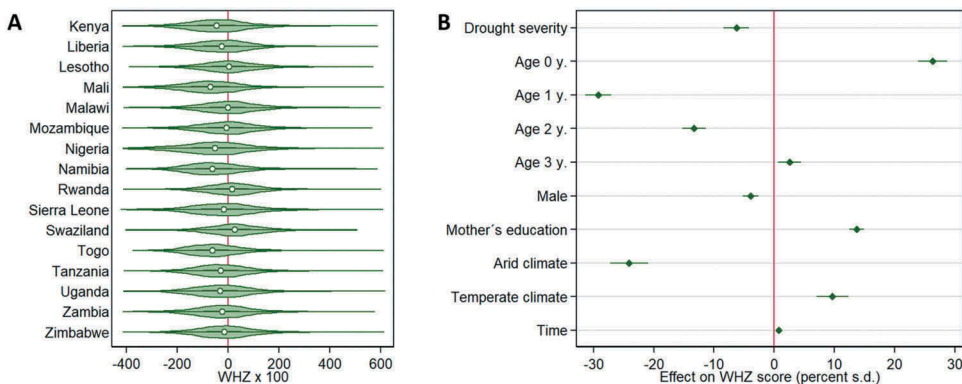 A
Kenya
Liberia
Lesotho
Mali
Malawi
Mozambique
Nigeria
Namibia
Rwanda
Sierra Leone
Swaziland
Togo
Tanzania
Uganda
Zambia
Zimbabwe
-400 -200 0 200 400 600
WHZ x 100
B
Drought severity
Age 0 y.
Age 1 y.
Age 2 y.
Age 3 y.
Male
Mother´s education
Arid climate
Temperate climate
Time
-30 -20 -10 0 10 20 30
Effect on WHZ score (percent s.d.)